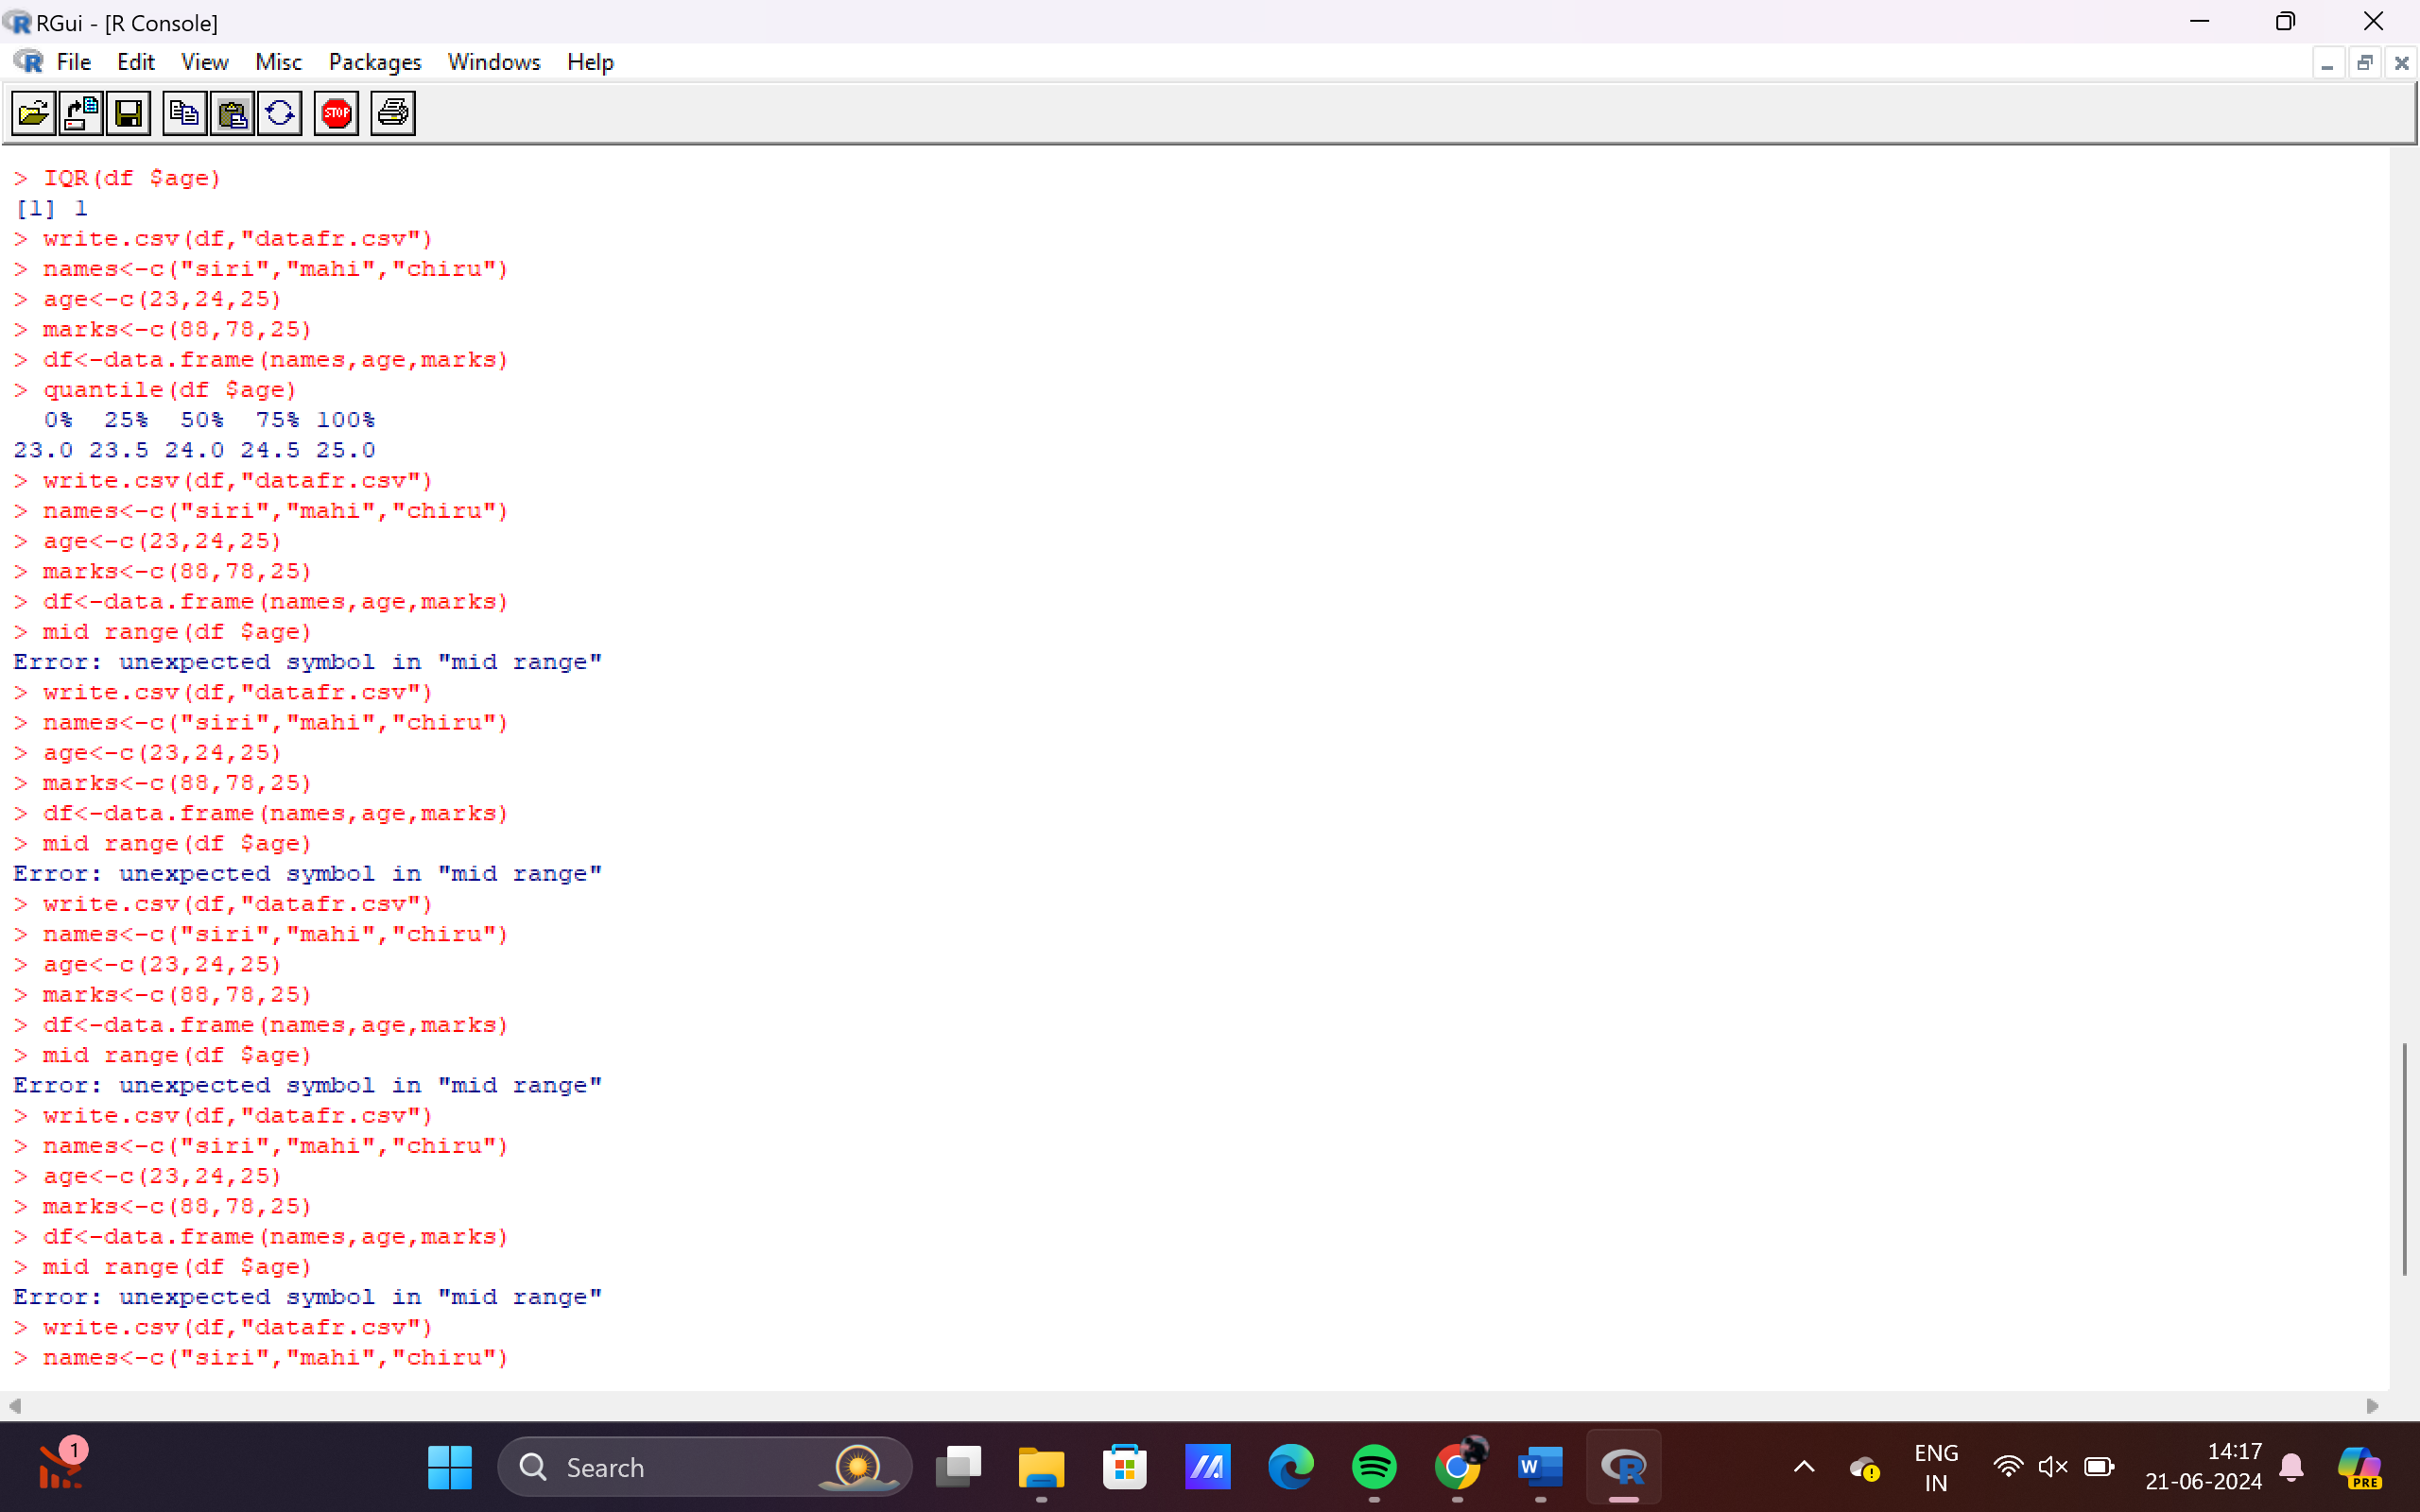 RGui - [R Console]
File Edit View Misc Packages Windows Help
STOP
> IQR(df $age)
[1] 1
> write.csv(df,"datafr.csv")
> names<-c("siri","mahi","chiru")
> age<-c(23,24,25)
> marks<-c(88,78,25)
> df<-data.frame(names,age,marks)
> quantile(df $age)
  0%  25%  50%  75% 100%
23.0 23.5 24.0 24.5 25.0
> write.csv(df,"datafr.csv")
> names<-c("siri","mahi","chiru")
> age<-c(23,24,25)
> marks<-c(88,78,25)
> df<-data.frame(names,age,marks)
> mid range(df $age)
Error: unexpected symbol in "mid range"
> write.csv(df,"datafr.csv")
> names<-c("siri","mahi","chiru")
> age<-c(23,24,25)
> marks<-c(88,78,25)
> df<-data.frame(names,age,marks)
> mid range(df $age)
Error: unexpected symbol in "mid range"
> write.csv(df,"datafr.csv")
> names<-c("siri","mahi","chiru")
> age<-c(23,24,25)
> marks<-c(88,78,25)
> df<-data.frame(names,age,marks)
> mid range(df $age)
Error: unexpected symbol in "mid range"
> write.csv(df,"datafr.csv")
> names<-c("siri","mahi","chiru")
> age<-c(23,24,25)
> marks<-c(88,78,25)
> df<-data.frame(names,age,marks)
> mid range(df $age)
Error: unexpected symbol in "mid range"
> write.csv(df,"datafr.csv")
> names<-c("siri","mahi","chiru")
1
Search
W
R
ENG
IN
14:17
21-06-2024
PRE